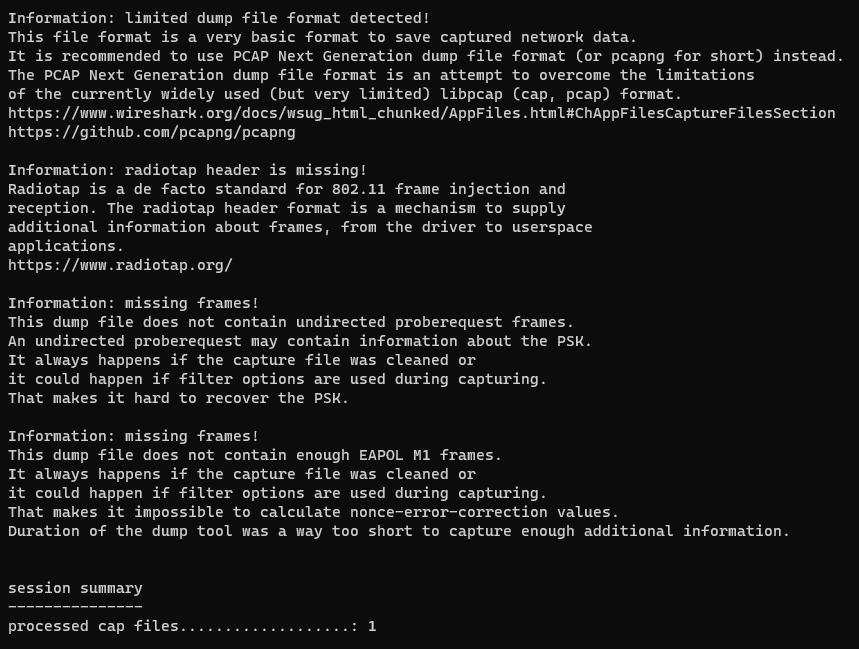 Information: limited dump file format detected!
This file format is a very basic format to save captured network data.
It is recommended to use PCAP Next Generation dump file format (or pcapng for short) instead.
The PCAP Next Generation dump file format is an attempt to overcome the limitations
of the currently widely used (but very limited) libpcap (cap, pcap) format.
https://www.wireshark.org/docs/wsug_html_chunked/AppFiles.html#ChAppFilesCaptureFilesSection
https://github.com/pcapng/pcapng
Information: radiotap header is missing!
Radiotap is a de facto standard for 802.11 frame injection and
reception. The radiotap header format is a mechanism to supply
additional information about frames, from the driver to userspace
applications.
https://www.radiotap.org/
Information: missing frames!
This dump file does not contain undirected proberequest frames.
An undirected proberequest may contain information about the PSK.
It always happens if the capture file was cleaned or
it could happen if filter options are used during capturing.
That makes it hard to recover the PSK.
Information: missing frames!
This dump file does not contain enough EAPOL M1 frames.
It always happens if the capture file was cleaned or
it could happen if filter options are used during capturing.
That makes it impossible to calculate nonce-error-correction values.
Duration of the dump tool was a way too short to capture enough additional information.
session summary
---------------
processed cap files...................: 1